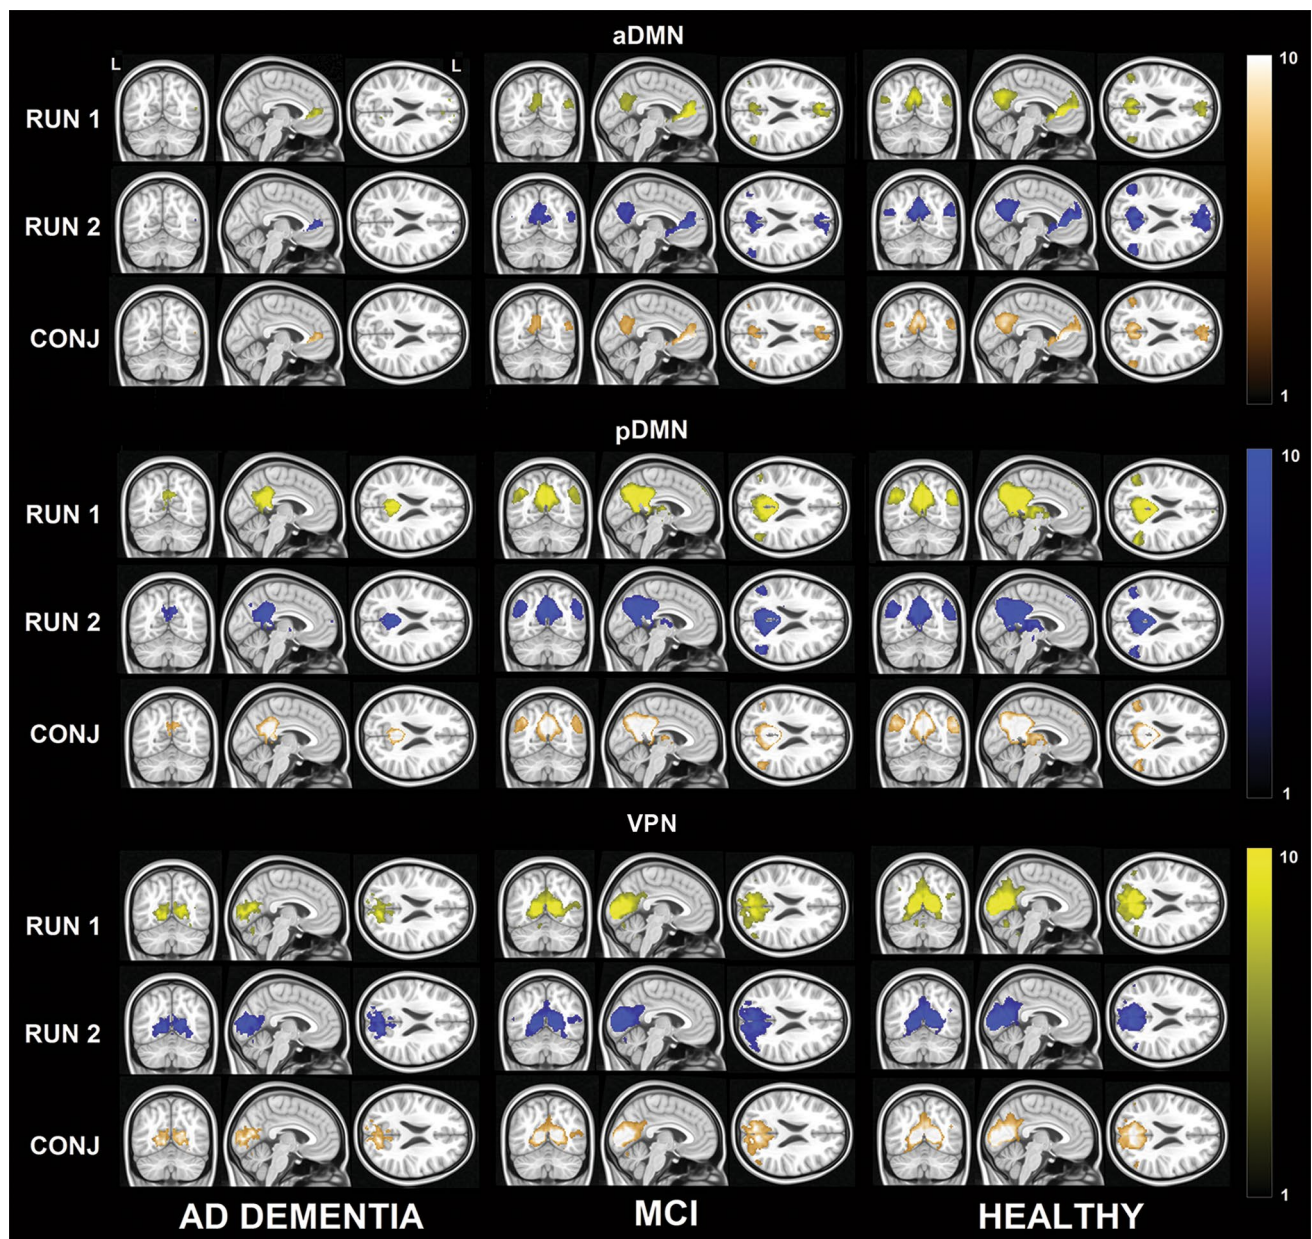 aDMN
L
L
10
RUN 1
RUN 2
CONJ
1
pDMN
10
RUN 1
RUN 2
CONJ
1
VPN
10
RUN 1
RUN 2
CONJ
1
AD DEMENTIA
MCI
HEALTHY